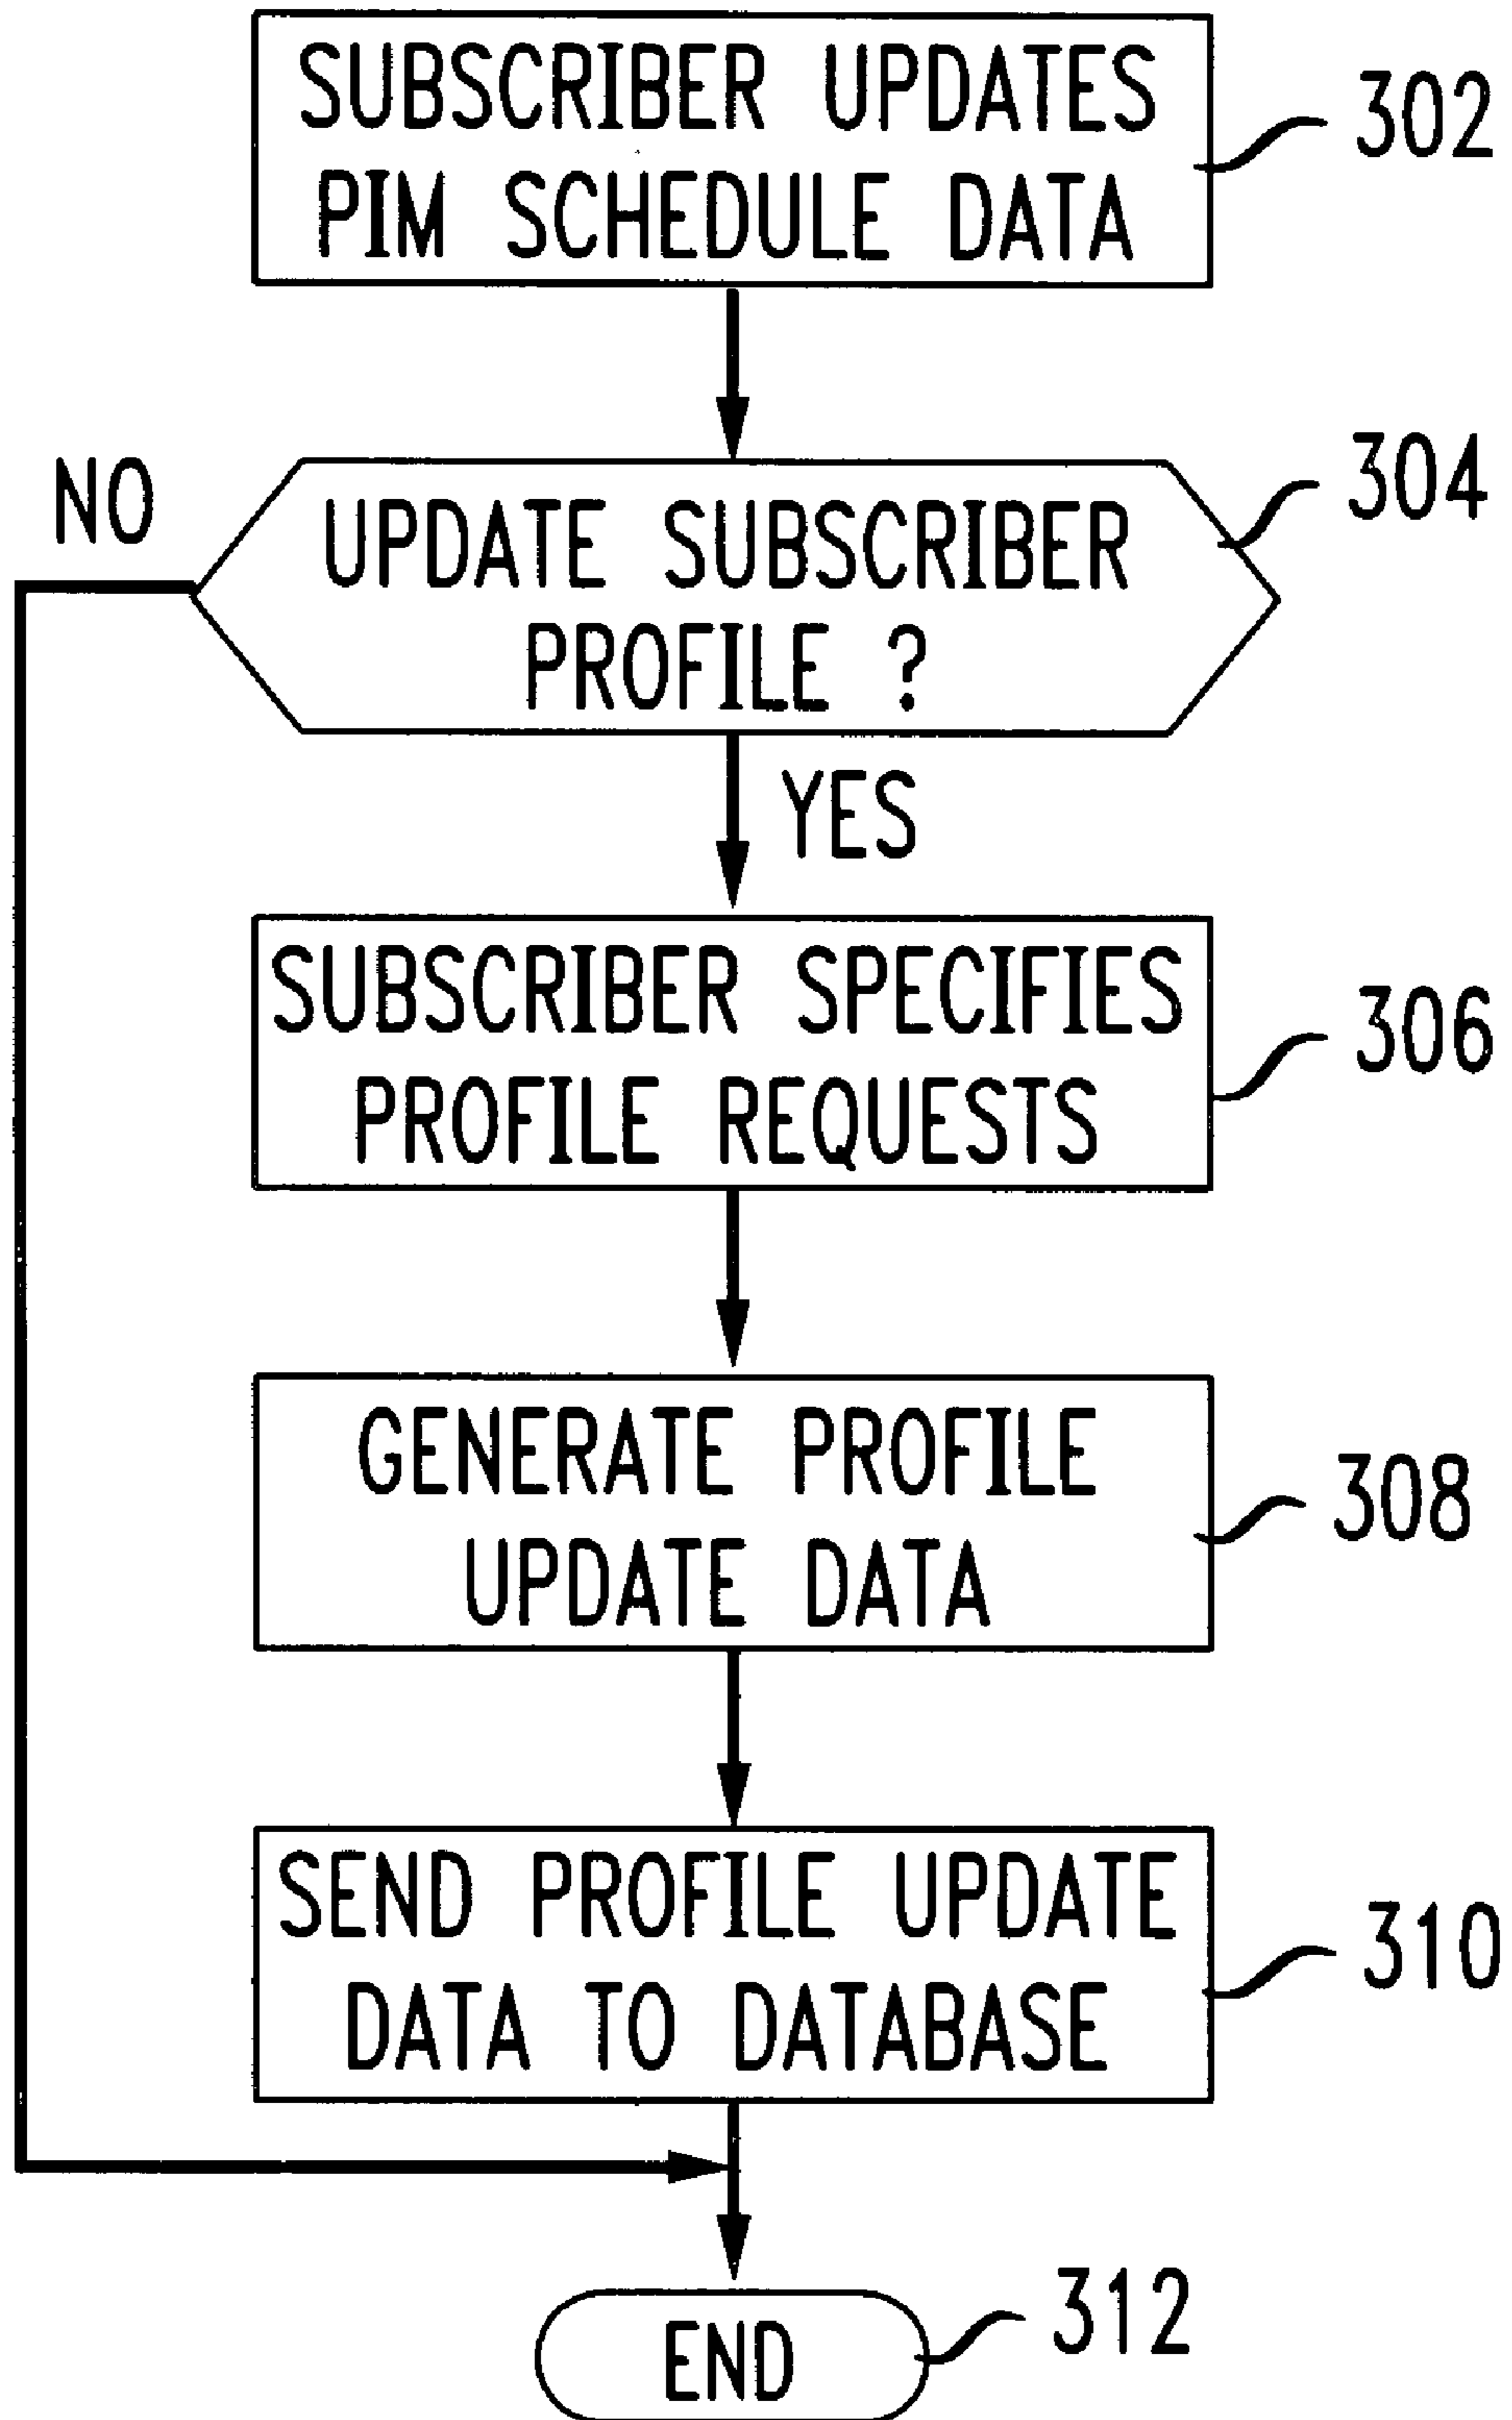 SUBSCRIBER UPDATES
PIM SCHEDULE DATA
302
NO
304
UPDATE SUBSCRIBER
PROFILE ?
YES
SUBSCRIBER SPECIFIES
PROFILE REQUESTS
306
GENERATE PROFILE
UPDATE DATA
308
SEND PROFILE UPDATE
DATA TO DATABASE
310
END
312